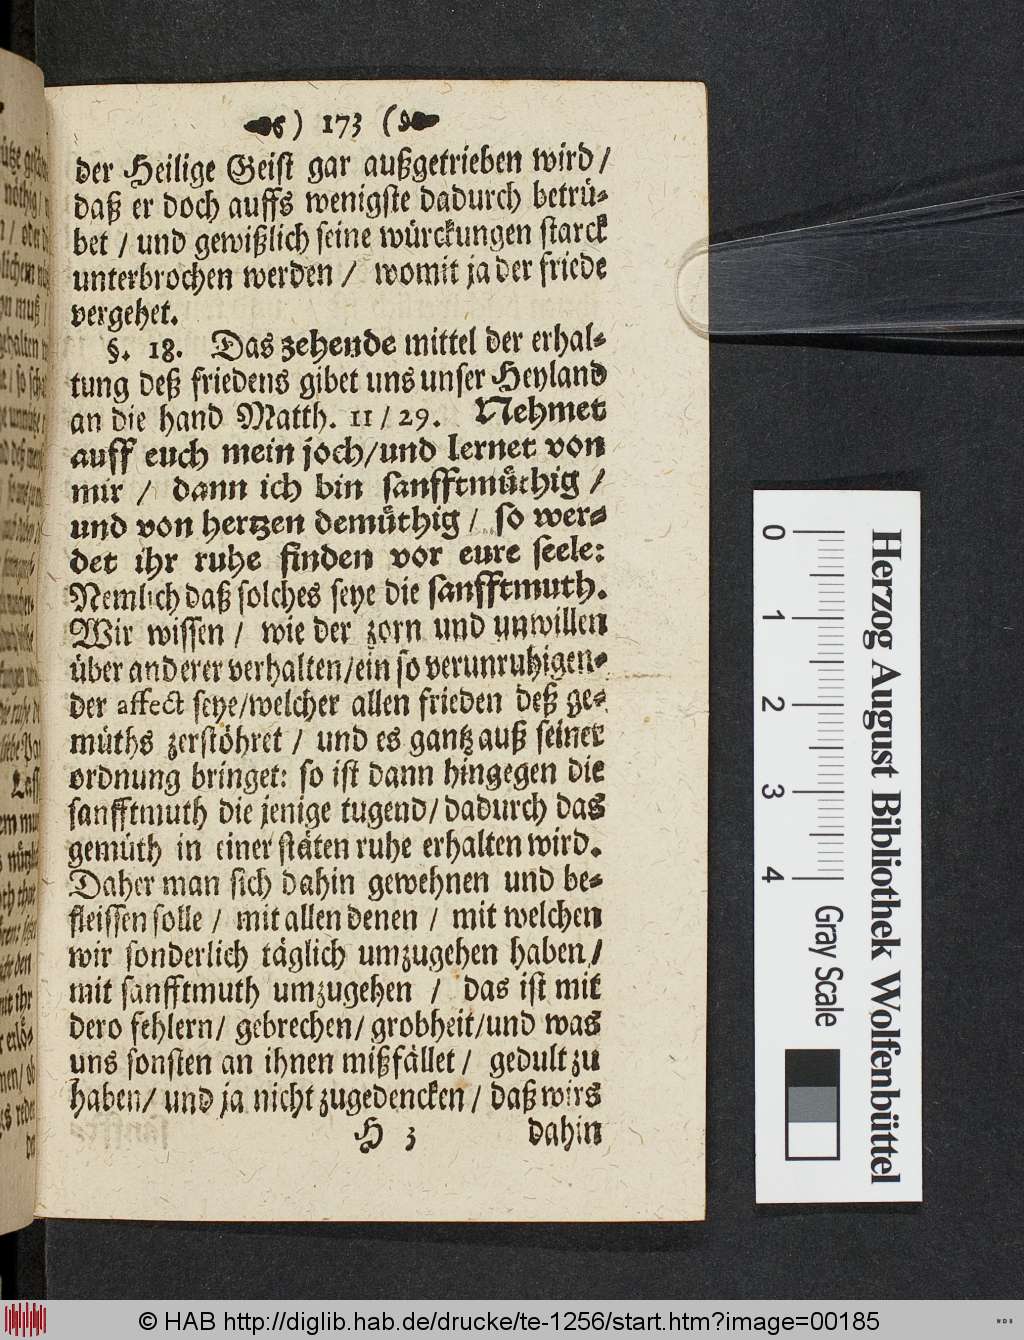 ) 173 (
der Heilige Geist gar außgetrieben wird /
daß er doch auffs wenigste dadurch betrü-
bet / und gewißlich seine würckungen starck
unterbrochen werden / womit ja der friede
vergehet.
§. 18. Das zehende mittel der erhal-
tung deß friedens gibet uns unser Heyland
an die hand Matth. 11 / 29. Nehmet
auff euch mein joch/und lernet von
mir / dann ich bin sanfftmüthig /
und von hertzen demüthig / so wer-
det ihr ruhe finden vor eure seele:
Nemlich daß solches seye die sanfftmuth.
Wir wissen / wie der zorn und unwillen
über anderer verhalten/ein so verunruhigen-
der affect seye/welcher allen frieden deß ge-
müths zerstöhret / und es gantz auß seiner
ordnung bringet: so ist dann hingegen die
sanfftmuth die jenige tugend/dadurch das
gemüth in einer stäten ruhe erhalten wird.
Daher man sich dahin gewehnen und be-
fleissen solle / mit allen denen / mit welchen
wir sonderlich täglich umzugehen haben/
mit sanfftmuth umzugehen / das ist mit
dero fehlern/ gebrechen/ grobheit/und was
uns sonsten an ihnen mißfället / gedult zu
haben/ und ja nicht zugedencken / daß wirs
H 3 dahin
0 1 2 3 4 Gray Scale
Herzog August Bibliothek Wolfenbüttel
© HAB http://diglib.hab.de/drucke/te-1256/start.htm?image=00185